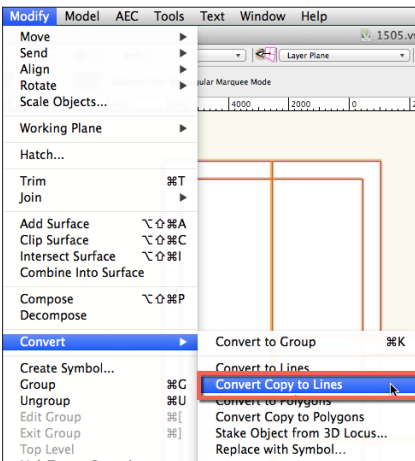 Modify Model AEC Tools Text Window Help
Move
1505.v
Send
Layer Plane
Align
Rotate
ular Marquee Mode
Scale Objects...
4000 2000 0
Working Plane
Hatch...
Trim ⌘T
Join
Add Surface ⌥⇧⌘A
Clip Surface ⌥⇧⌘C
Intersect Surface ⌥⇧⌘I
Combine Into Surface
Compose ⌥⇧⌘P
Decompose
Convert
Convert to Group ⌘K
Create Symbol...
Convert to Lines
Group ⌘G
Convert Copy to Lines
Ungroup ⌘U
Convert to Polygons
Edit Group ⌘[
Convert Copy to Polygons
Exit Group ⌘]
Stake Object from 3D Locus...
Top Level
Replace with Symbol...